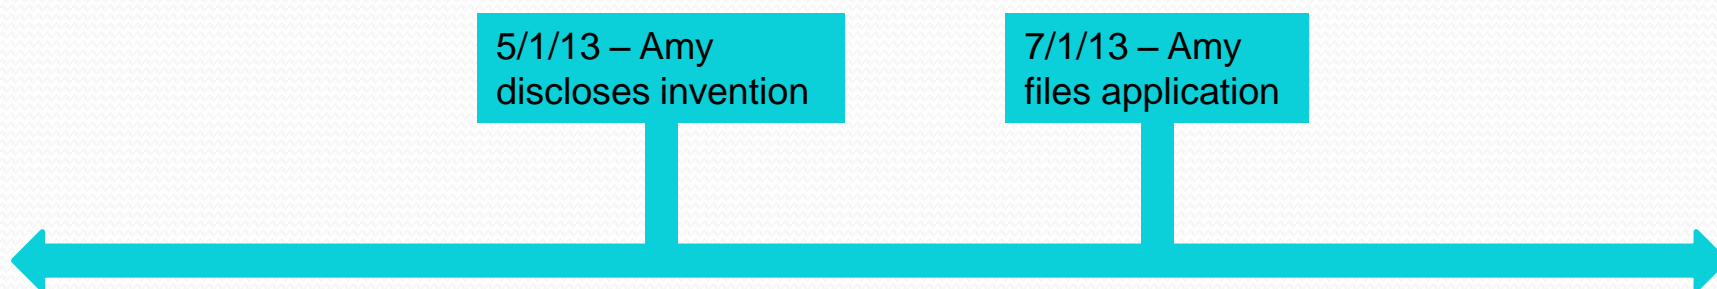 5/1/13 – Amy
discloses invention
7/1/13 – Amy
files application